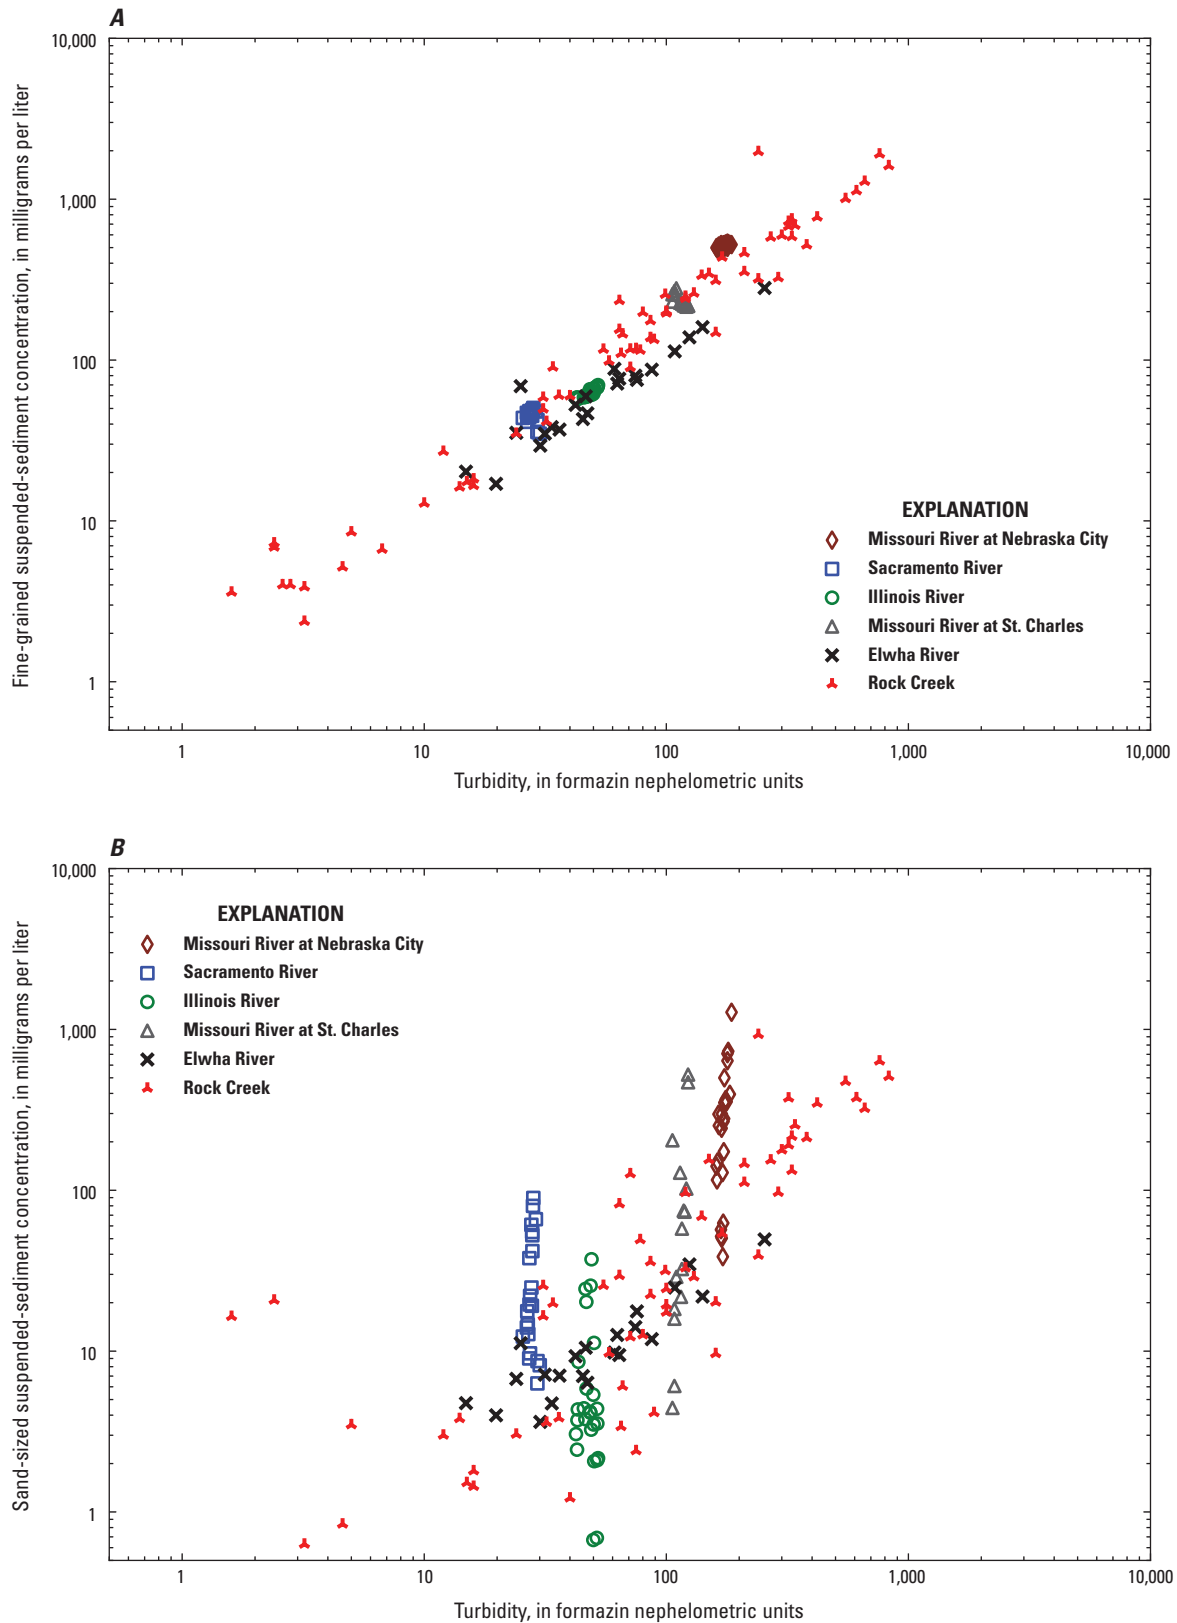 A
10,000
1,000
100
10
1
Fine-grained suspended-sediment concentration, in milligrams per liter
EXPLANATION
Missouri River at Nebraska City
Sacramento River
Illinois River
Missouri River at St. Charles
Elwha River
Rock Creek
1 10 100 1,000 10,000
Turbidity, in formazin nephelometric units
B
10,000
1,000
100
10
1
Sand-sized suspended-sediment concentration, in milligrams per liter
EXPLANATION
Missouri River at Nebraska City
Sacramento River
Illinois River
Missouri River at St. Charles
Elwha River
Rock Creek
1 10 100 1,000 10,000
Turbidity, in formazin nephelometric units